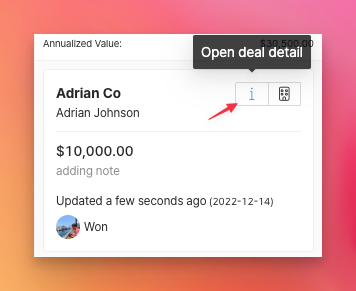 Annualized Value: $30,500.00
Open deal detail
Adrian Co
i
Adrian Johnson
$10,000.00
adding note
Updated a few seconds ago (2022-12-14)
Won